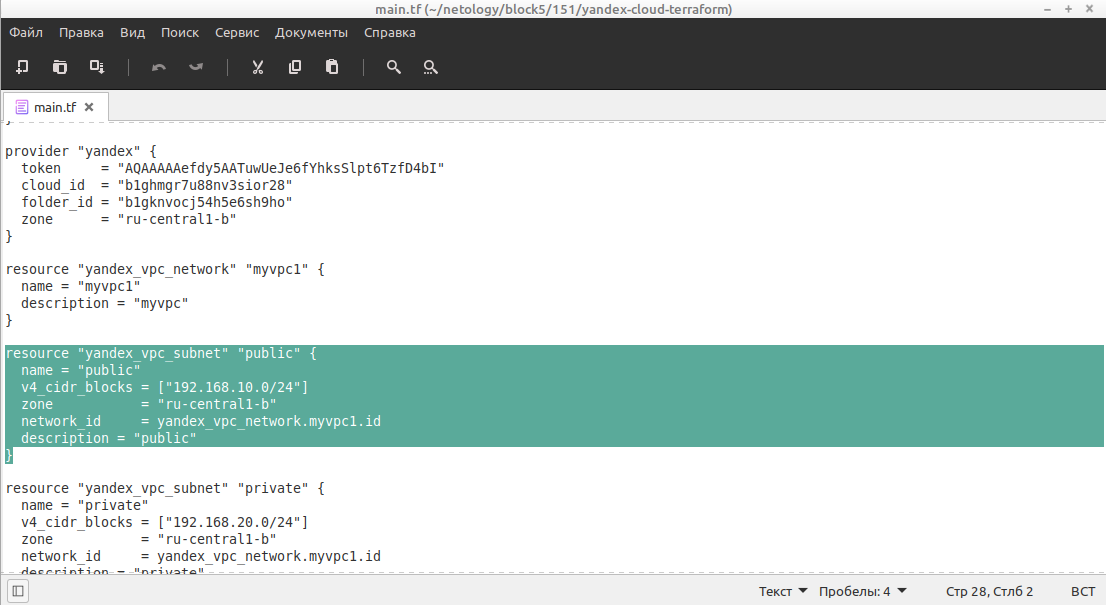 main.tf (~/netology/block5/151/yandex-cloud-terraform)
Файл Правка Вид Поиск Сервис Документы Справка
main.tf
}
provider "yandex" {
  token     = "AQAAAAAefdy5AATuwUeJe6fYhksSlpt6TzfD4bI"
  cloud_id  = "b1ghmgr7u88nv3sior28"
  folder_id = "b1gknvocj54h5e6sh9ho"
  zone      = "ru-central1-b"
}
resource "yandex_vpc_network" "myvpc1" {
  name = "myvpc1"
  description = "myvpc"
}
resource "yandex_vpc_subnet" "public" {
  name = "public"
  v4_cidr_blocks = ["192.168.10.0/24"]
  zone           = "ru-central1-b"
  network_id     = yandex_vpc_network.myvpc1.id
  description = "public"
}
resource "yandex_vpc_subnet" "private" {
  name = "private"
  v4_cidr_blocks = ["192.168.20.0/24"]
  zone           = "ru-central1-b"
  network_id     = yandex_vpc_network.myvpc1.id
  description = "private"
Текст Пробелы: 4 Стр 28, Стлб 2 ВСТ